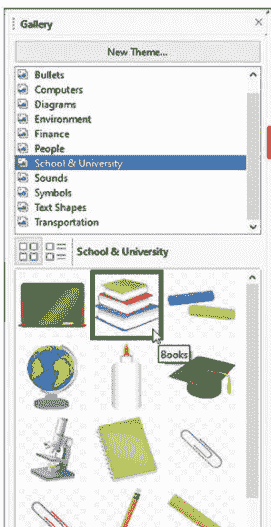 Gallery
New Theme...
Bullets
Computers
Diagrams
Environment
Finance
People
School & University
Sounds
Symbols
Text Shapes
Transportation
School & University
Books